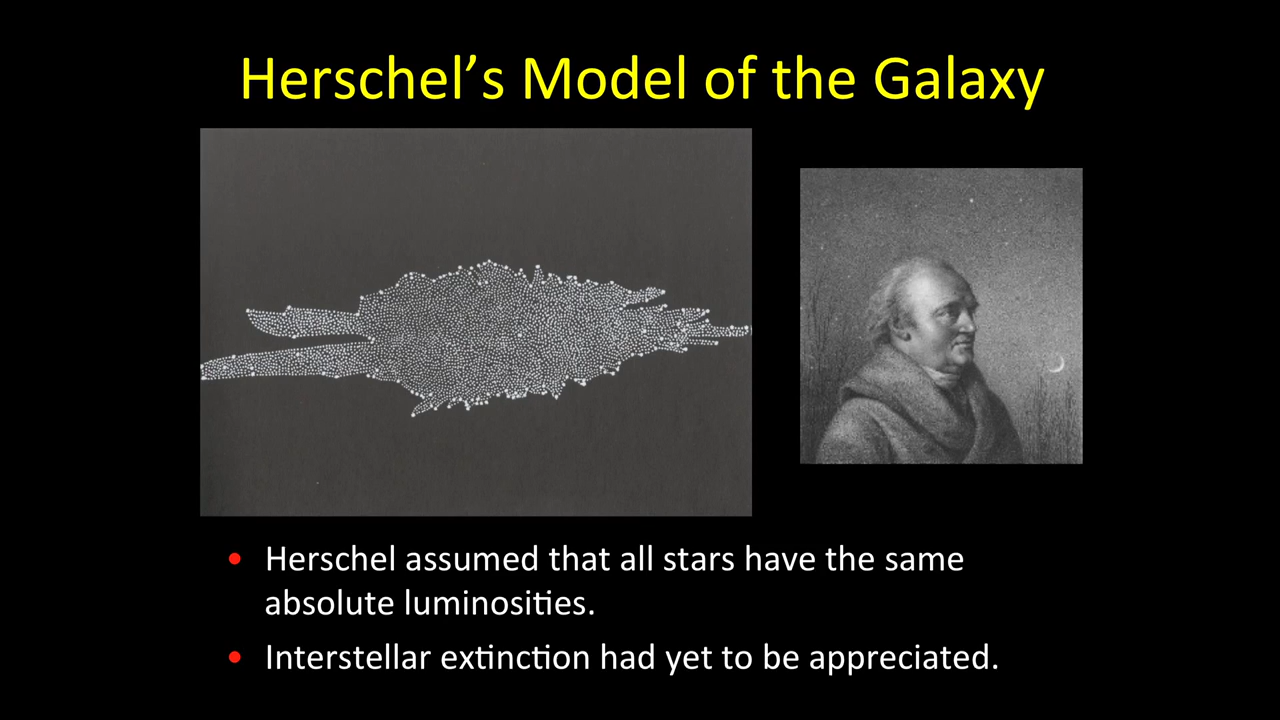 Herschel’s Model of the Galaxy
• Herschel assumed that all stars have the same
absolute luminosities.
• Interstellar extinction had yet to be appreciated.